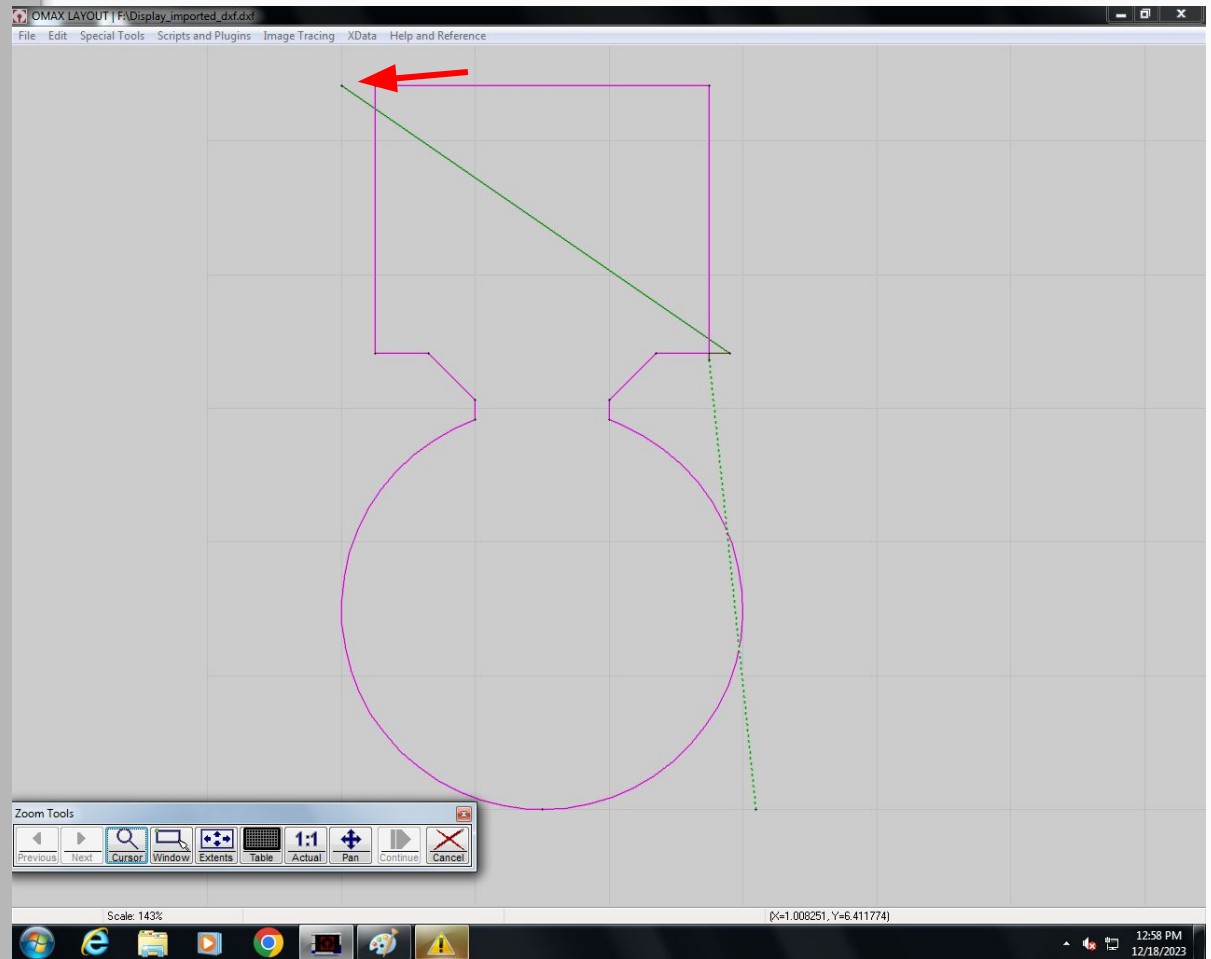 OMAX LAYOUT | F:\Display_imported_dxf.dxf
File Edit Special Tools Scripts and Plugins Image Tracing XData Help and Reference
Zoom Tools
Previous Next Cursor Window Extents Table 1:1 Actual Pan Continue Cancel
Scale: 143% (X=1.008251, Y=6.411774)
12:58 PM
12/18/2023